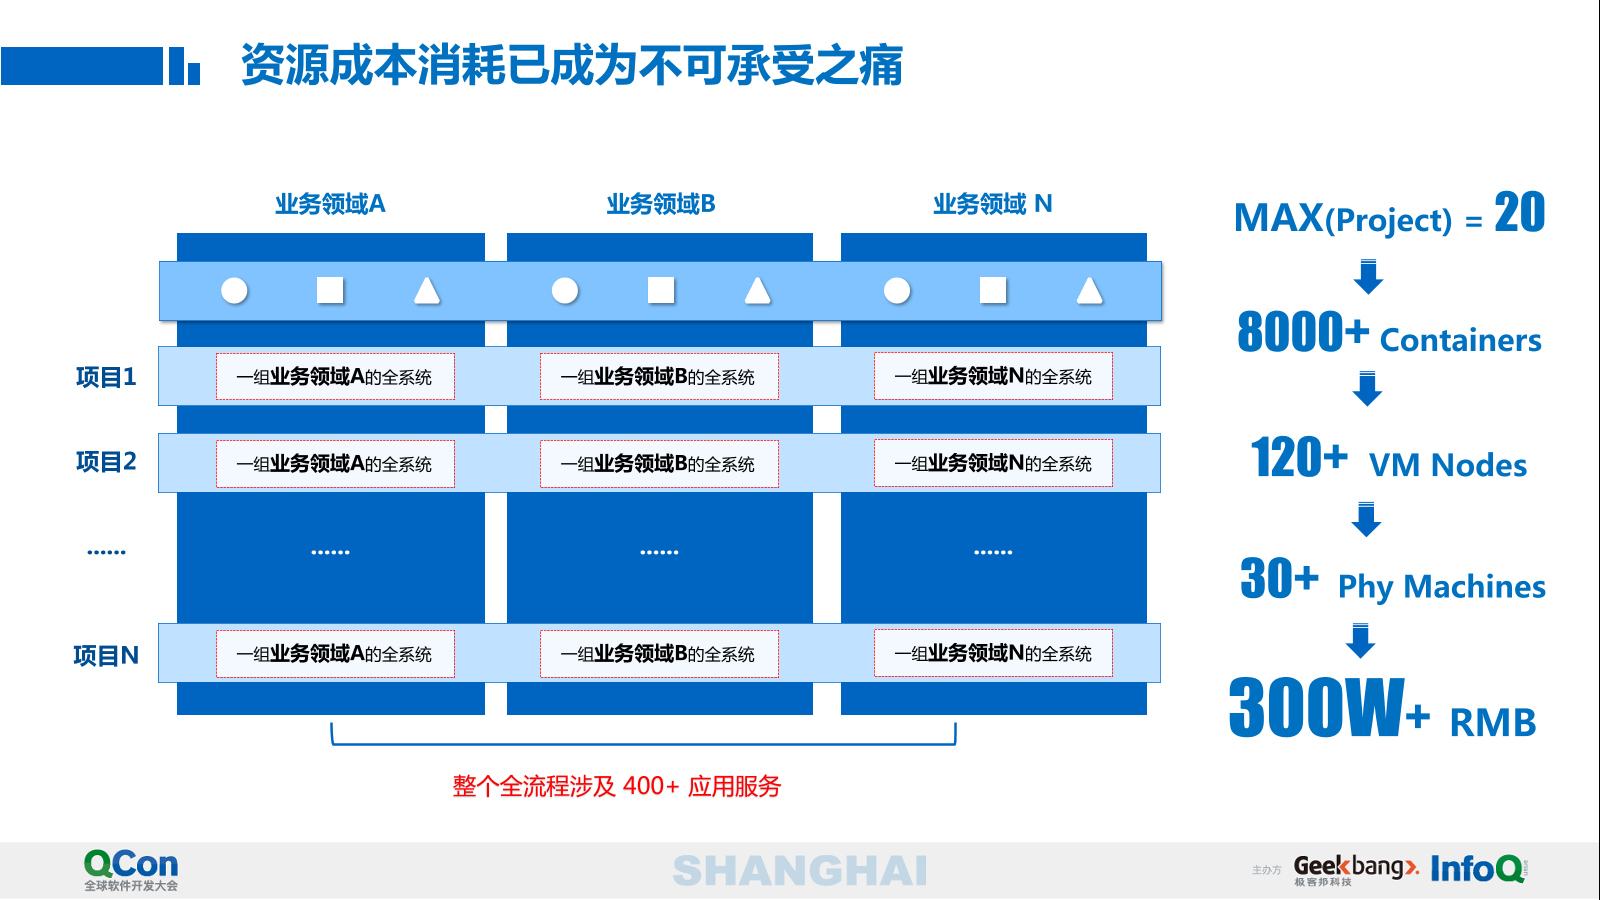 资源成本消耗已成为不可承受之痛
业务领域A
业务领域B
业务领域 N
项目1
一组业务领域A的全系统
一组业务领域B的全系统
一组业务领域N的全系统
项目2
一组业务领域A的全系统
一组业务领域B的全系统
一组业务领域N的全系统
......
......
......
......
项目N
一组业务领域A的全系统
一组业务领域B的全系统
一组业务领域N的全系统
整个全流程涉及 400+ 应用服务
MAX(Project) = 20
8000+ Containers
120+ VM Nodes
30+ Phy Machines
300W+ RMB
QCon
全球软件开发大会
SHANGHAI
主办方
Geekbang>.
极客邦科技
InfoQ